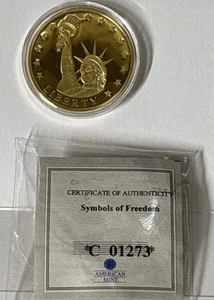 LIBERTY
CERTIFICATE OF AUTHENTICITY
Symbols of Freedom
*C 01273*
AMERICAN
MINT